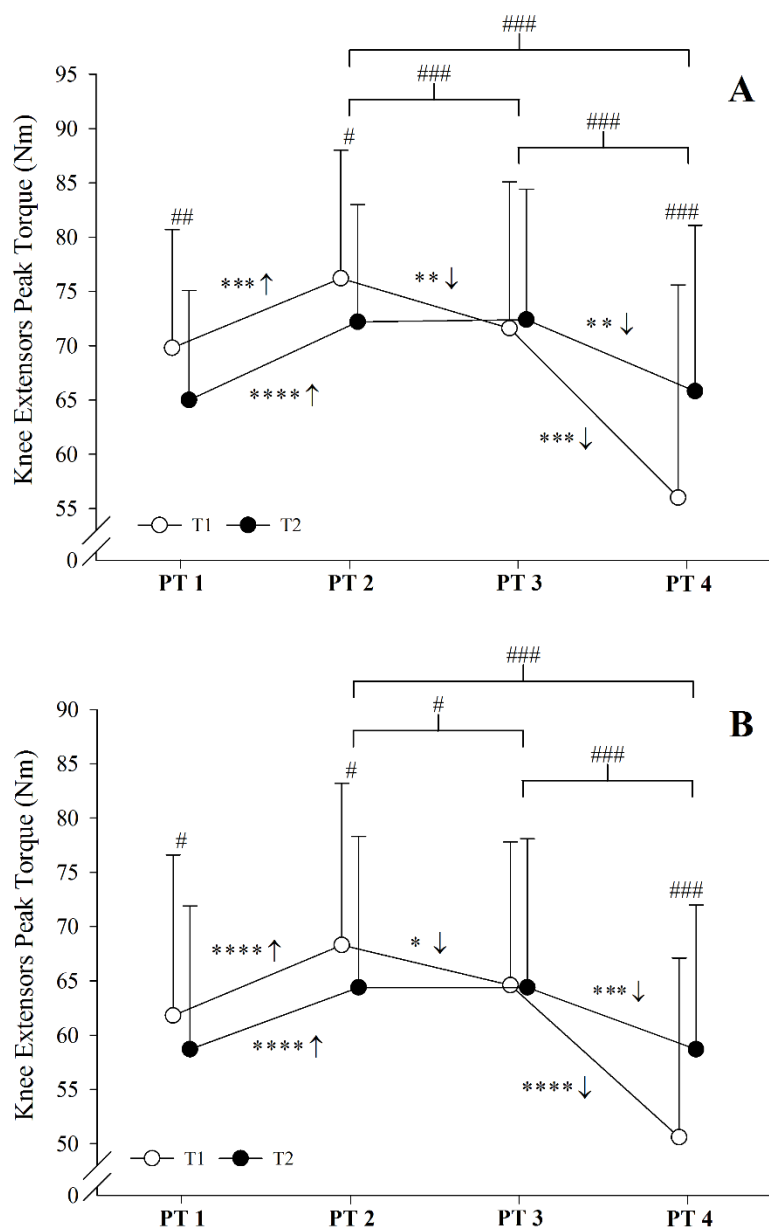 ###
95
###
A
90
#
###
85
##
###
80
Knee Extensors Peak Torque (Nm)
75
***↑
**↓
70
**↓
65
****↑
***↓
60
55
T1
T2
0
PT 1
PT 2
PT 3
PT 4
###
90
#
B
85
#
###
80
#
75
Knee Extensors Peak Torque (Nm)
###
70
****↑
* ↓
65
***↓
60
****↑
****↓
55
50
T1
T2
0
PT 1
PT 2
PT 3
PT 4